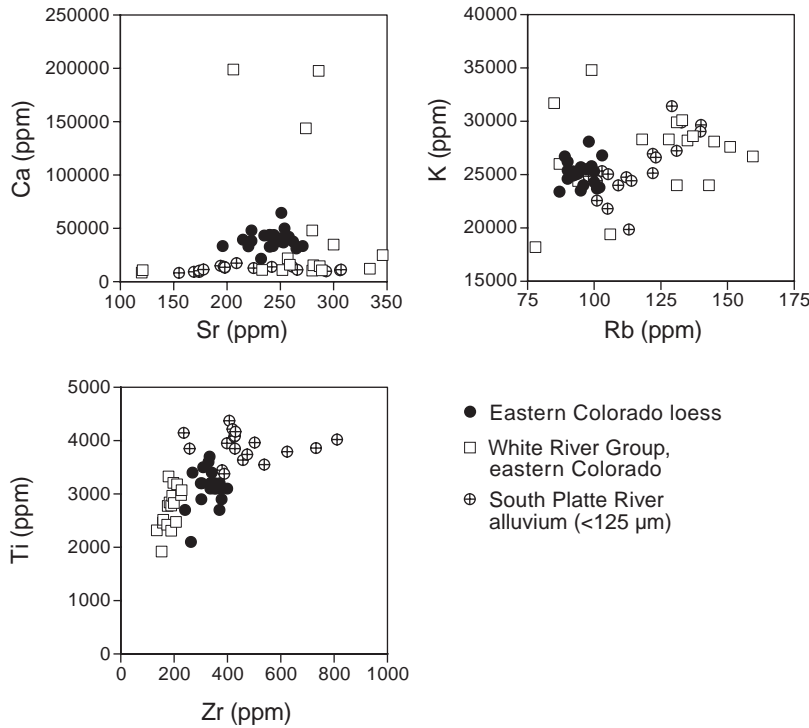 250000
200000
150000
100000
50000
0
Ca (ppm)
100 150 200 250 300 350
Sr (ppm)
40000
35000
30000
25000
20000
15000
K (ppm)
75 100 125 150 175
Rb (ppm)
5000
4000
3000
2000
1000
0
Ti (ppm)
0 200 400 600 800 1000
Zr (ppm)
Eastern Colorado loess
White River Group,
eastern Colorado
South Platte River
alluvium (<125 µm)